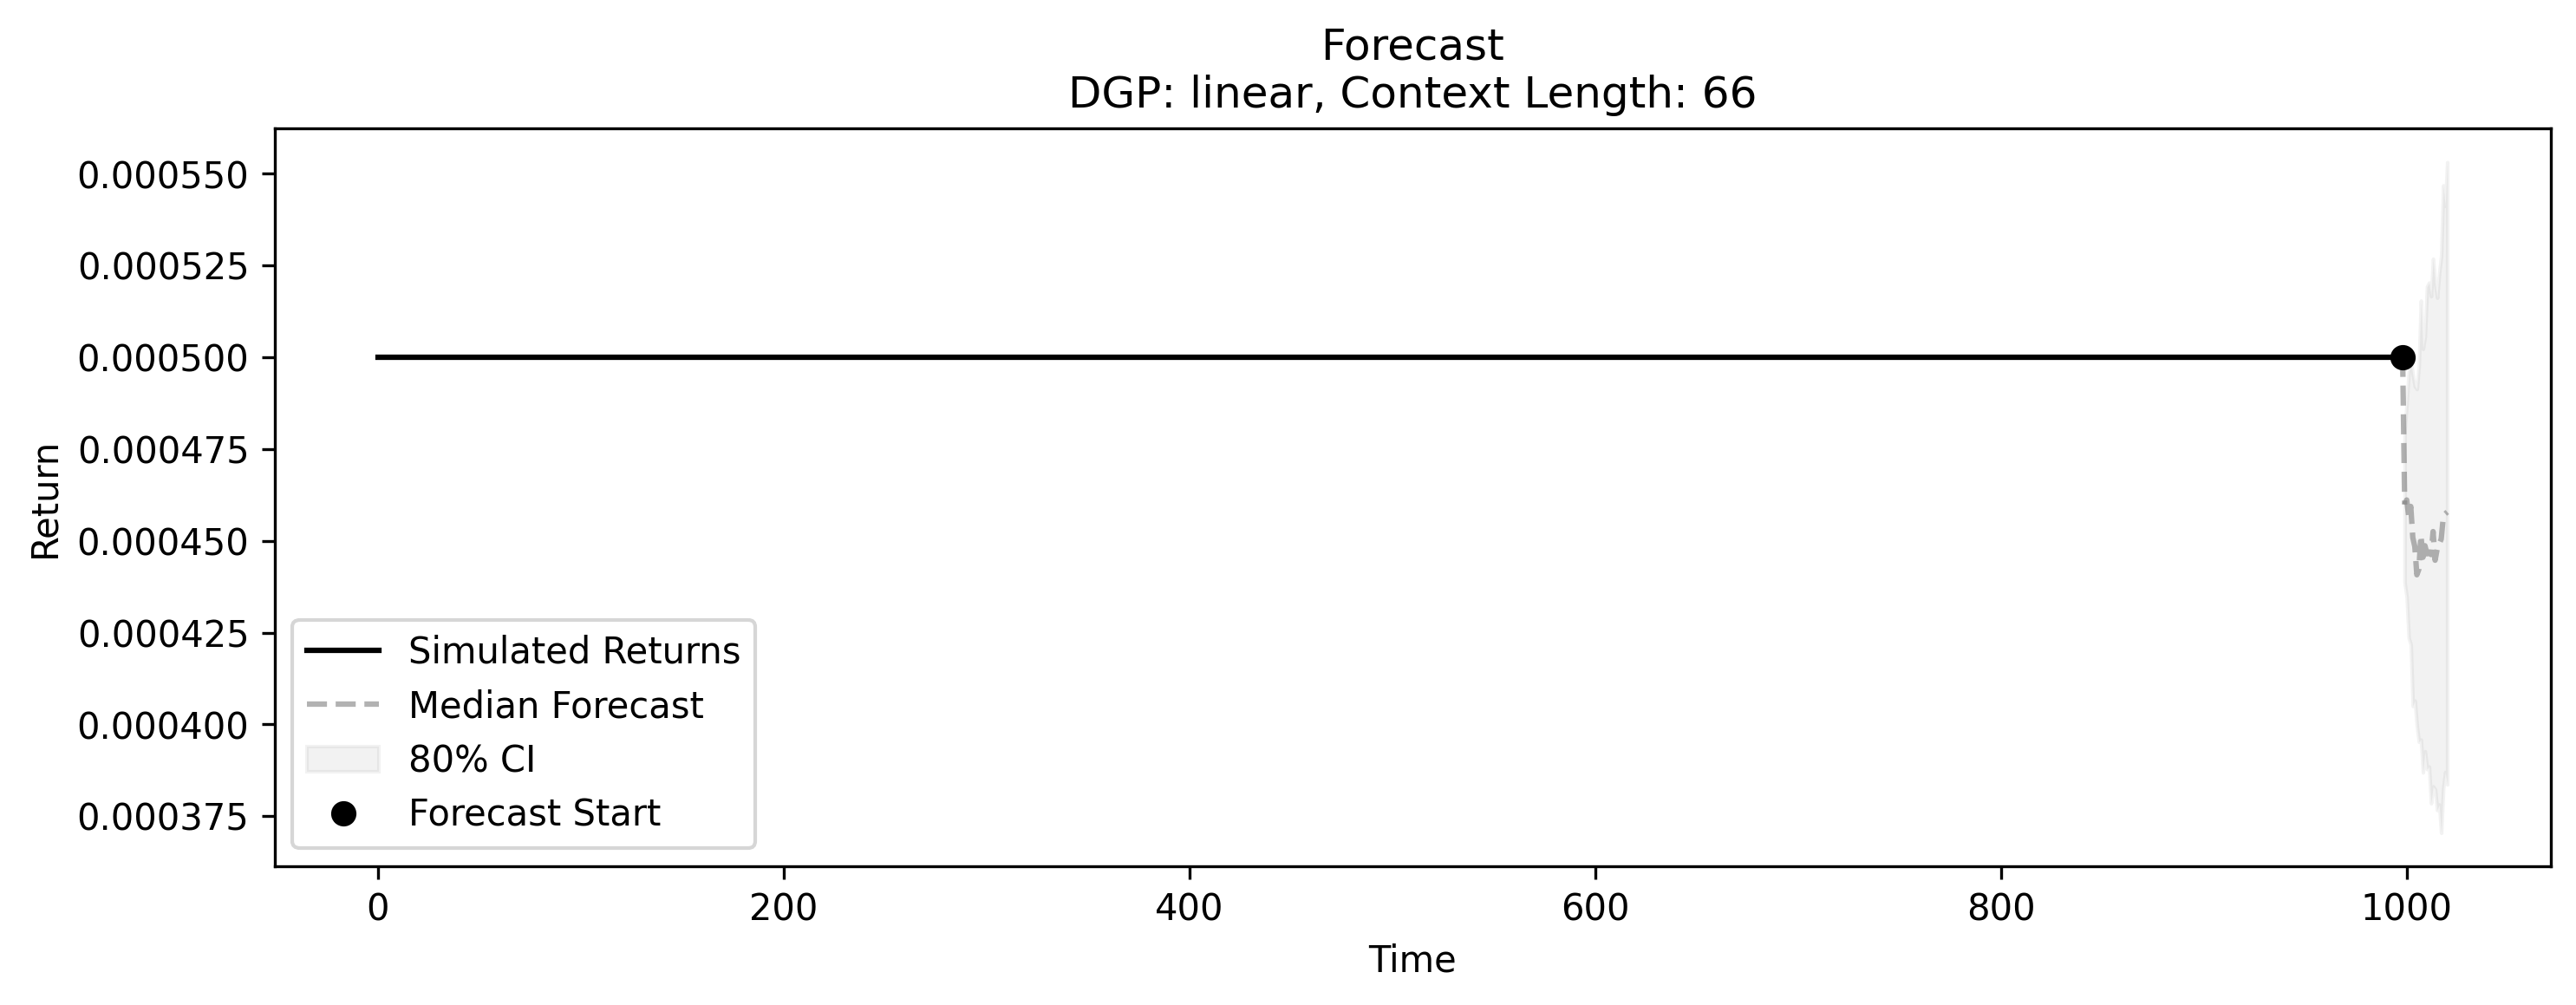 Forecast
DGP: linear, Context Length: 66
0.000550
0.000525
0.000500
0.000475
0.000450
0.000425
0.000400
0.000375
Return
Simulated Returns
Median Forecast
80% CI
Forecast Start
0
200
400
600
800
1000
Time